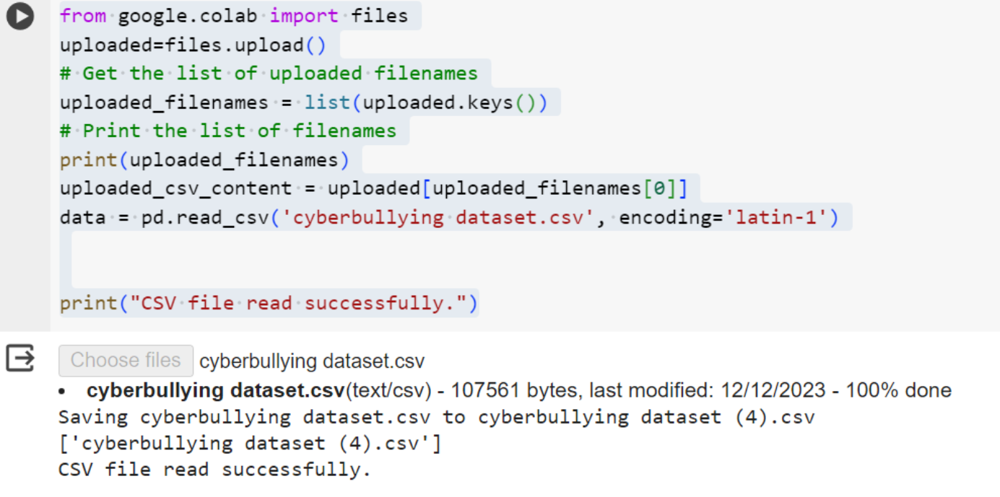 from google.colab import files
uploaded=files.upload()
# Get the list of uploaded filenames
uploaded_filenames = list(uploaded.keys())
# Print the list of filenames
print(uploaded_filenames)
uploaded_csv_content = uploaded[uploaded_filenames[0]]
data = pd.read_csv('cyberbullying dataset.csv', encoding='latin-1')
print("CSV file read successfully.")
Choose files cyberbullying dataset.csv
• cyberbullying dataset.csv(text/csv) - 107561 bytes, last modified: 12/12/2023 - 100% done
Saving cyberbullying dataset.csv to cyberbullying dataset (4).csv
['cyberbullying dataset (4).csv']
CSV file read successfully.